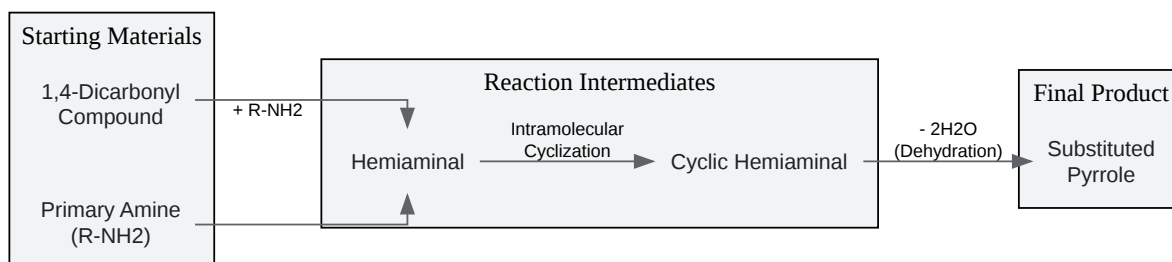 Starting Materials
1,4-Dicarbonyl
Compound
+ R-NH2
Primary Amine
(R-NH2)
Reaction Intermediates
Hemiaminal
Intramolecular
Cyclization
Cyclic Hemiaminal
- 2H2O
(Dehydration)
Final Product
Substituted
Pyrrole